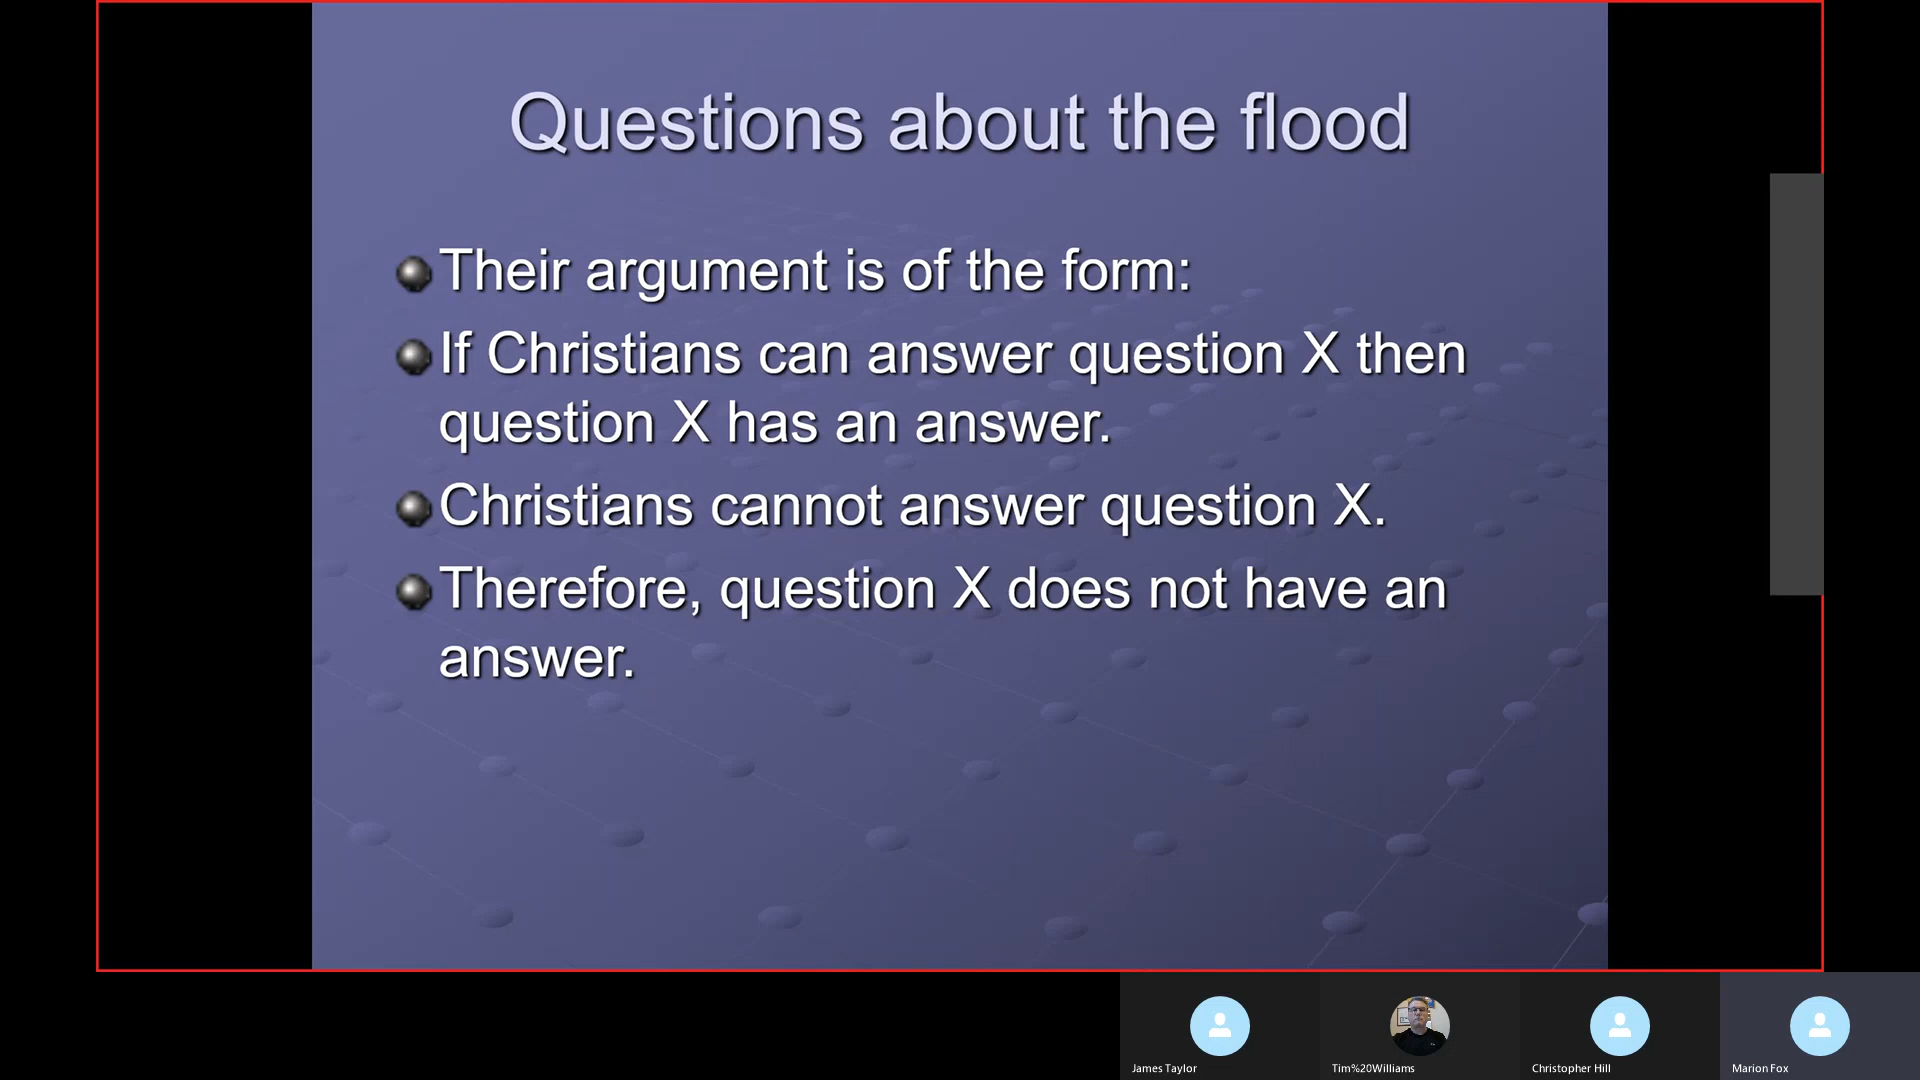 Questions about the flood
Their argument is of the form:
If Christians can answer question X then
question X has an answer.
Christians cannot answer question X.
Therefore, question X does not have an
answer.
James Taylor
Tim%20Williams
Christopher Hill
Marion Fox